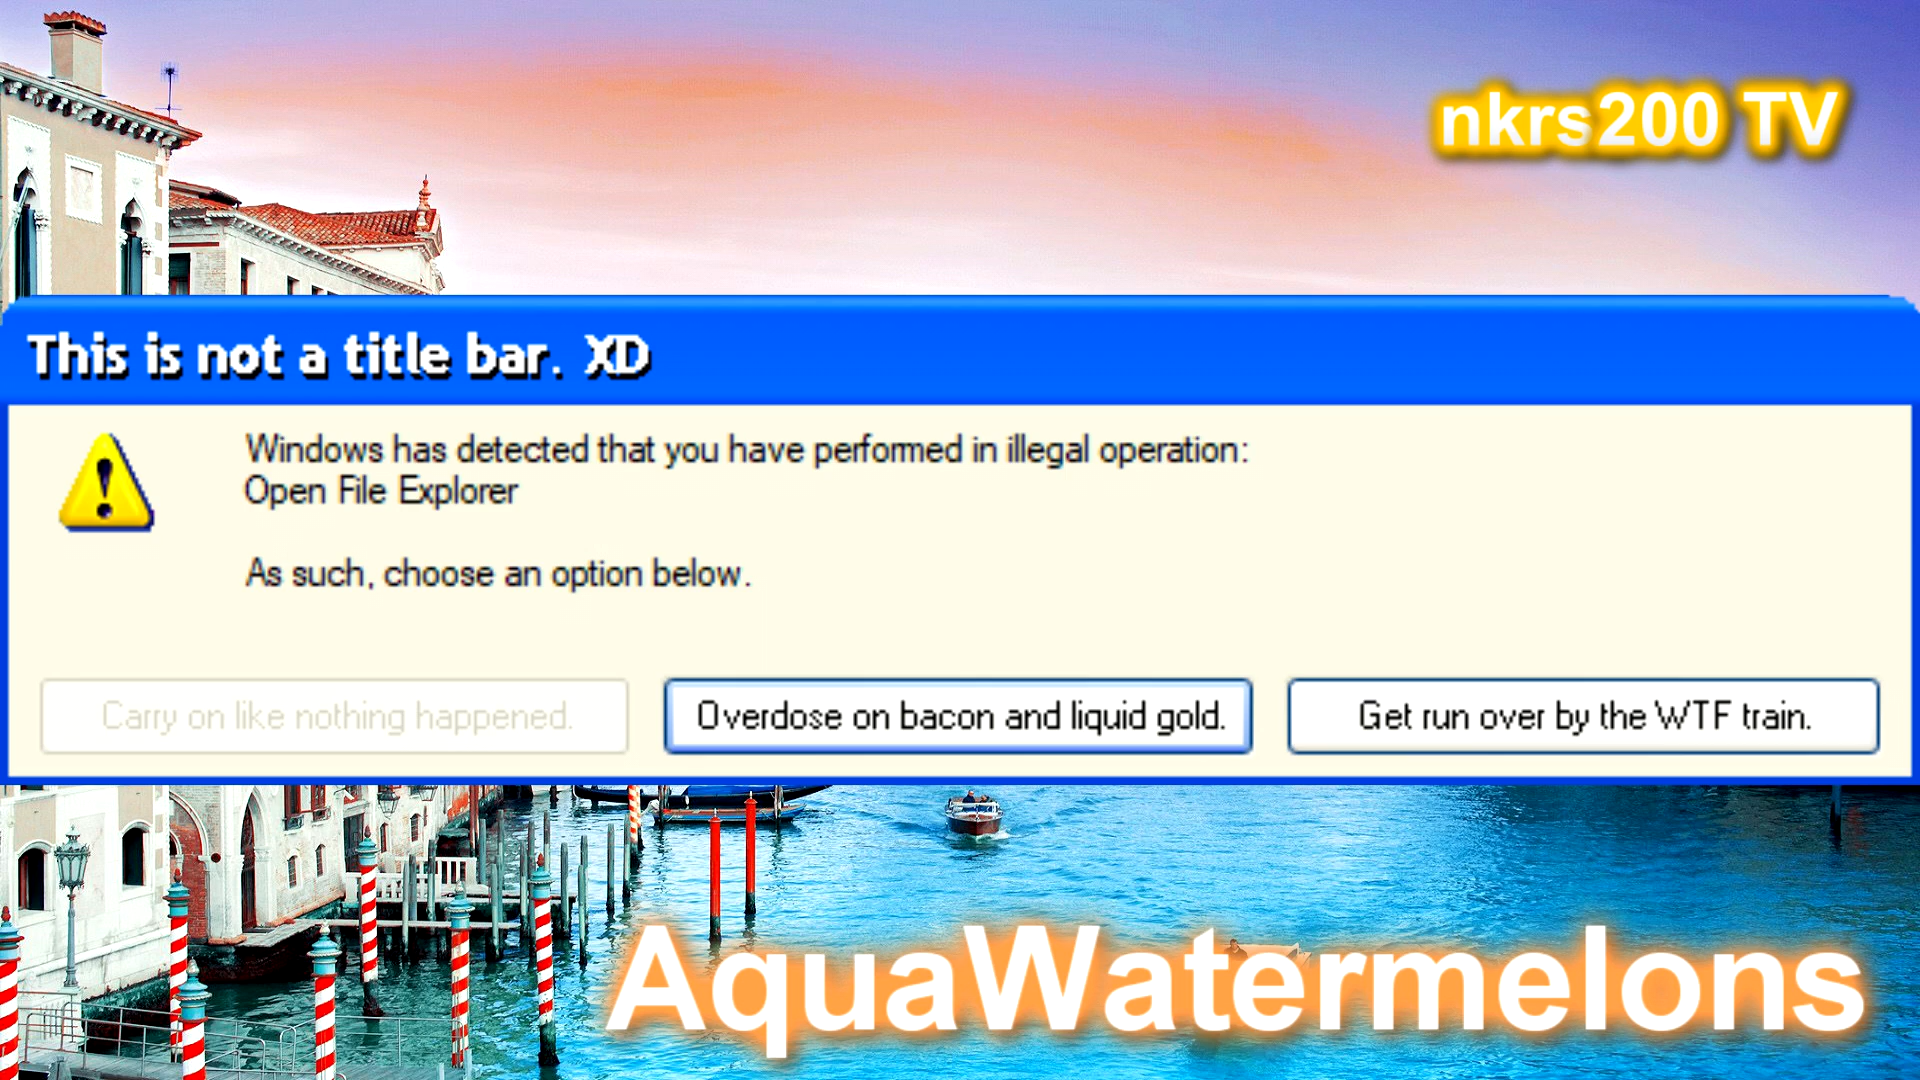 nkrs200 TV
This is not a title bar. XD
Windows has detected that you have performed in illegal operation:
Open File Explorer
As such, choose an option below.
Carry on like nothing happened.
Overdose on bacon and liquid gold.
Get run over by the WTF train.
AquaWatermelons